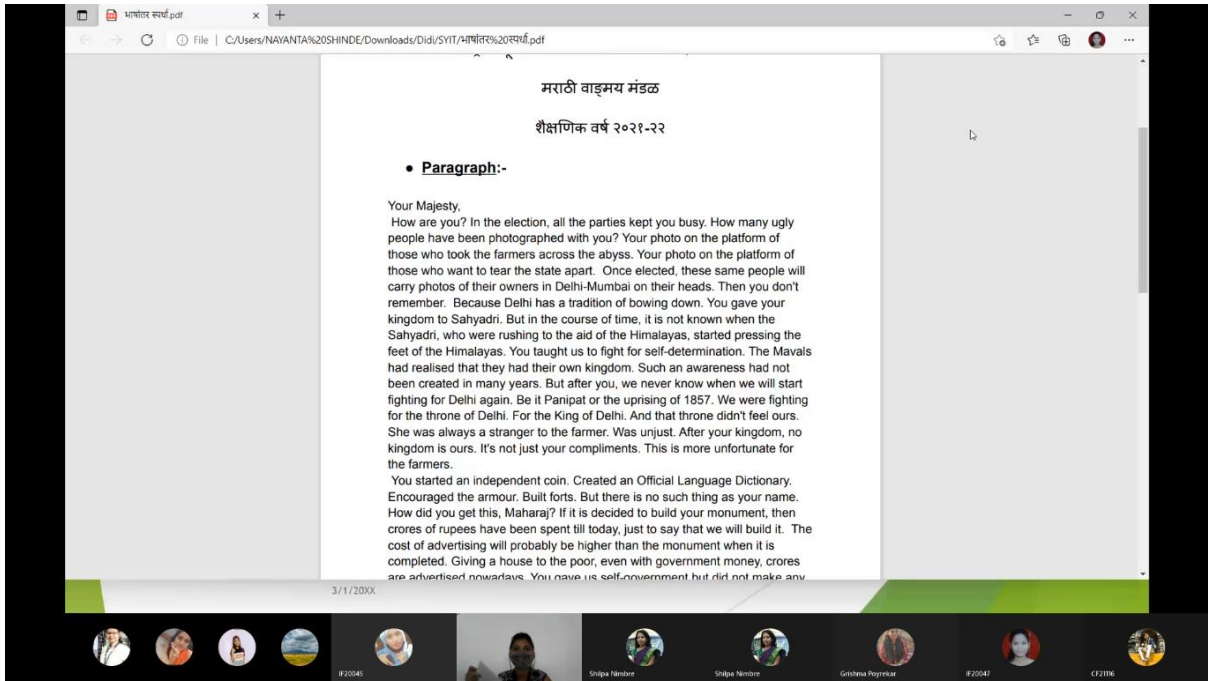 भाषांतर स्पर्धा.pdf
File | C:/Users/NAYANTA%20SHINDE/Downloads/Didi/SYIT/भाषांतर%20स्पर्धा.pdf
मराठी वाङ्मय मंडळ
शैक्षणिक वर्ष २०२१-२२
● Paragraph:-
Your Majesty,
How are you? In the election, all the parties kept you busy. How many ugly
people have been photographed with you? Your photo on the platform of
those who took the farmers across the abyss. Your photo on the platform of
those who want to tear the state apart. Once elected, these same people will
carry photos of their owners in Delhi-Mumbai on their heads. Then you don't
remember. Because Delhi has a tradition of bowing down. You gave your
kingdom to Sahyadri. But in the course of time, it is not known when the
Sahyadri, who were rushing to the aid of the Himalayas, started pressing the
feet of the Himalayas. You taught us to fight for self-determination. The Mavals
had realised that they had their own kingdom. Such an awareness had not
been created in many years. But after you, we never know when we will start
fighting for Delhi again. Be it Panipat or the uprising of 1857. We were fighting
for the throne of Delhi. For the King of Delhi. And that throne didn't feel ours.
She was always a stranger to the farmer. Was unjust. After your kingdom, no
kingdom is ours. It's not just your compliments. This is more unfortunate for
the farmers.
You started an independent coin. Created an Official Language Dictionary.
Encouraged the armour. Built forts. But there is no such thing as your name.
How did you get this, Maharaj? If it is decided to build your monument, then
crores of rupees have been spent till today, just to say that we will build it. The
cost of advertising will probably be higher than the monument when it is
completed. Giving a house to the poor, even with government money, crores
are advertised nowadays. You gave us self-government but did not make any
3/1/20XX
IF20045
Shilpa Nimbre
Shilpa Nimbre
Grishma Poyrekar
IF20047
CF21116